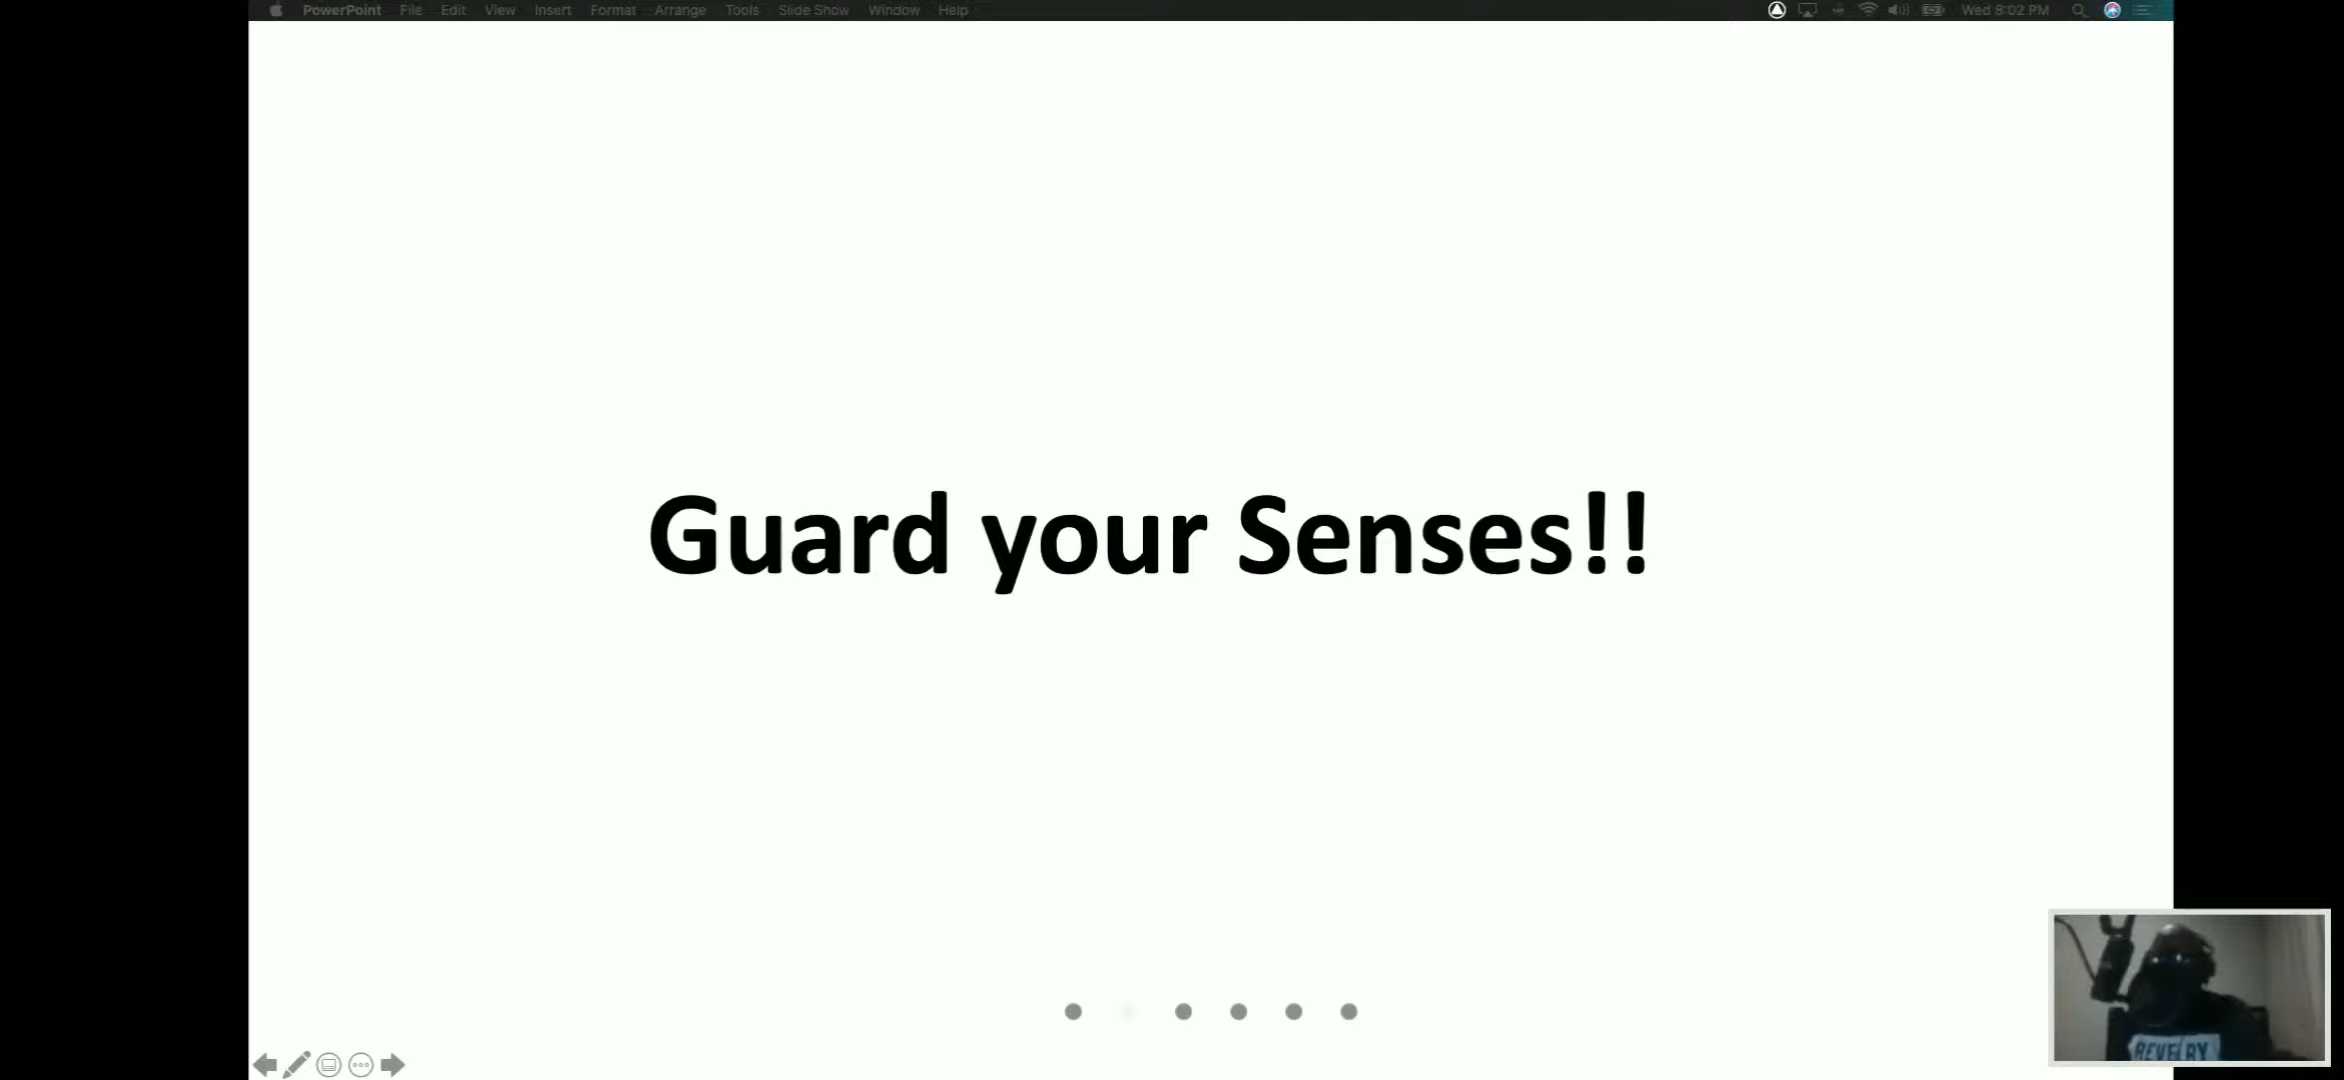 PowerPoint File Edit View Insert Format Arrange Tools Slide Show Window Help Wed 8:02 PM
Guard your Senses!!
REVELRY